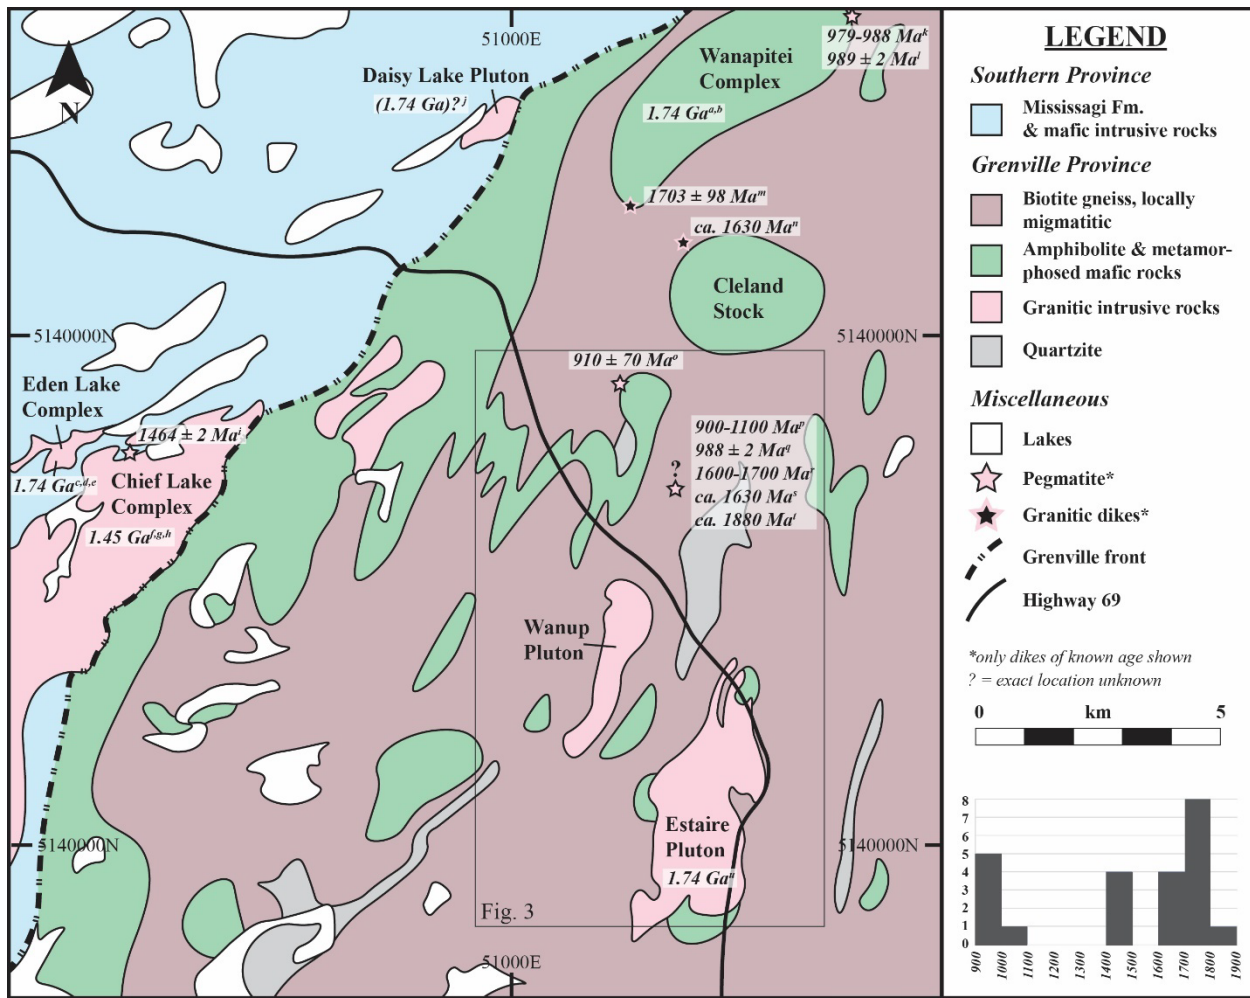 51000E
979-988 Maᵏ
989 ± 2 Maˡ
Wanapitei
Complex
1.74 Gaᵃ,ᵇ
Daisy Lake Pluton
(1.74 Ga)?ʲ
N
1703 ± 98 Maᵐ
ca. 1630 Maⁿ
Cleland
Stock
5140000N
5140000N
910 ± 70 Maᵒ
Eden Lake
Complex
1464 ± 2 Maⁱ
1.74 Gaᶜ,ᵈ,ᵉ
Chief Lake
Complex
1.45 Gaᶠ,ᵍ,ʰ
?
900-1100 Maᵖ
988 ± 2 Ma^q
1600-1700 Maʳ
ca. 1630 Maˢ
ca. 1880 Maᵗ
Wanup
Pluton
Estaire
Pluton
1.74 Gaᵘ
5140000N
5140000N
Fig. 3
51000E
LEGEND
Southern Province
Mississagi Fm.
& mafic intrusive rocks
Grenville Province
Biotite gneiss, locally
migmatitic
Amphibolite & metamor-
phosed mafic rocks
Granitic intrusive rocks
Quartzite
Miscellaneous
Lakes
Pegmatite*
Granitic dikes*
Grenville front
Highway 69
*only dikes of known age shown
? = exact location unknown
0 km 5
8
7
6
5
4
3
2
1
0
900 1000 1100 1200 1300 1400 1500 1600 1700 1800 1900